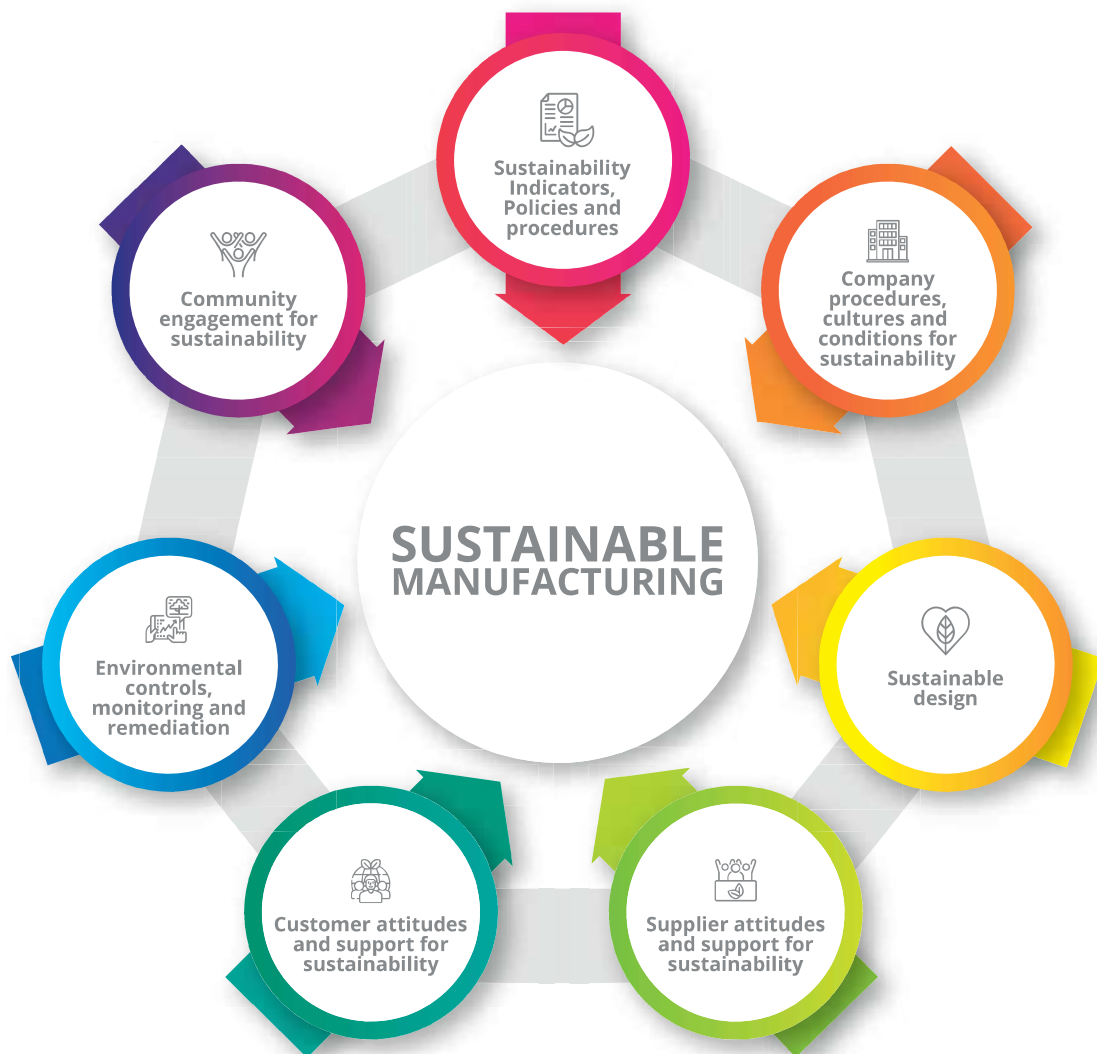 Sustainability
Indicators,
Policies and
procedures
Company
procedures,
cultures and
conditions for
sustainability
Sustainable
design
Supplier attitudes
and support for
sustainability
Customer attitudes
and support for
sustainability
Environmental
controls,
monitoring and
remediation
Community
engagement for
sustainability
SUSTAINABLE
MANUFACTURING